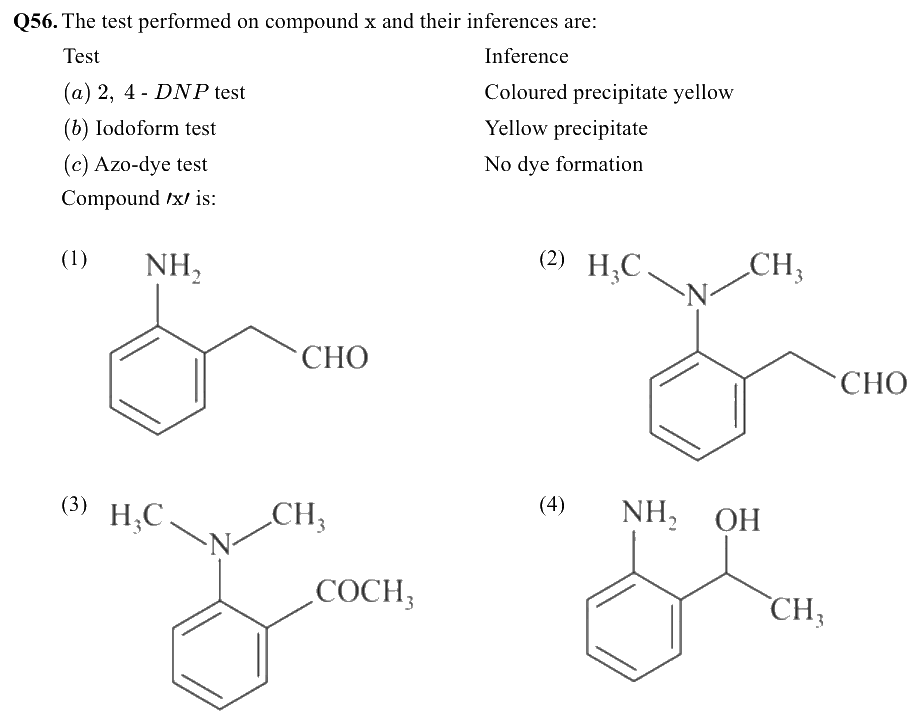 Q56. The test performed on compound x and their inferences are:
Test Inference
(a) 2, 4 - DNP test Coloured precipitate yellow
(b) Iodoform test Yellow precipitate
(c) Azo-dye test No dye formation
Compound ′x′ is:
(1) NH₂ CHO
(2) H₃C N CH₃ CHO
(3) H₃C N CH₃ COCH₃
(4) NH₂ OH CH₃